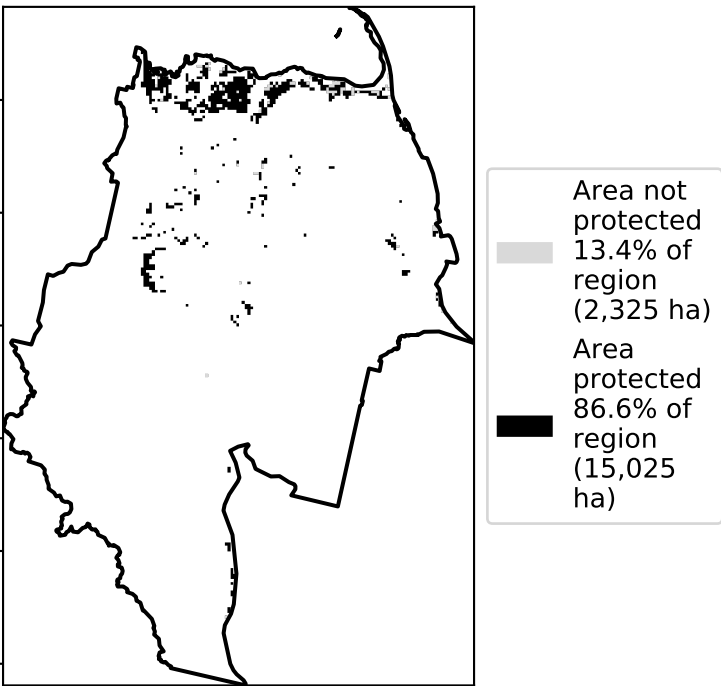 Area not
protected
13.4% of
region
(2,325 ha)
Area
protected
86.6% of
region
(15,025
ha)